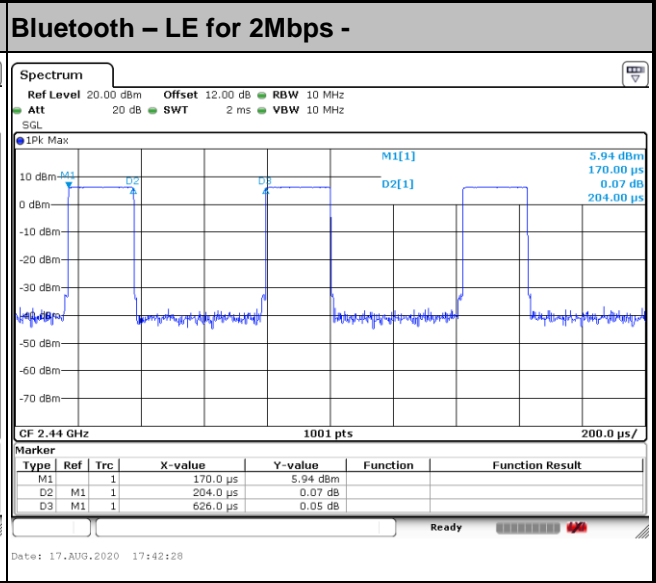 Bluetooth – LE for 2Mbps -
Spectrum
Ref Level 20.00 dBm Offset 12.00 dB RBW 10 MHz
Att 20 dB SWT 2 ms VBW 10 MHz
SGL
1Pk Max
M1[1] 5.94 dBm
170.00 µs
D2[1] 0.07 dB
204.00 µs
M1 D2 D3
10 dBm
0 dBm
-10 dBm
-20 dBm
-30 dBm
-40 dBm
-50 dBm
-60 dBm
-70 dBm
CF 2.44 GHz 1001 pts 200.0 µs/
Marker
Type Ref Trc X-value Y-value Function Function Result
M1 1 170.0 µs 5.94 dBm
D2 M1 1 204.0 µs 0.07 dB
D3 M1 1 626.0 µs 0.05 dB
Ready
Date: 17.AUG.2020 17:42:28